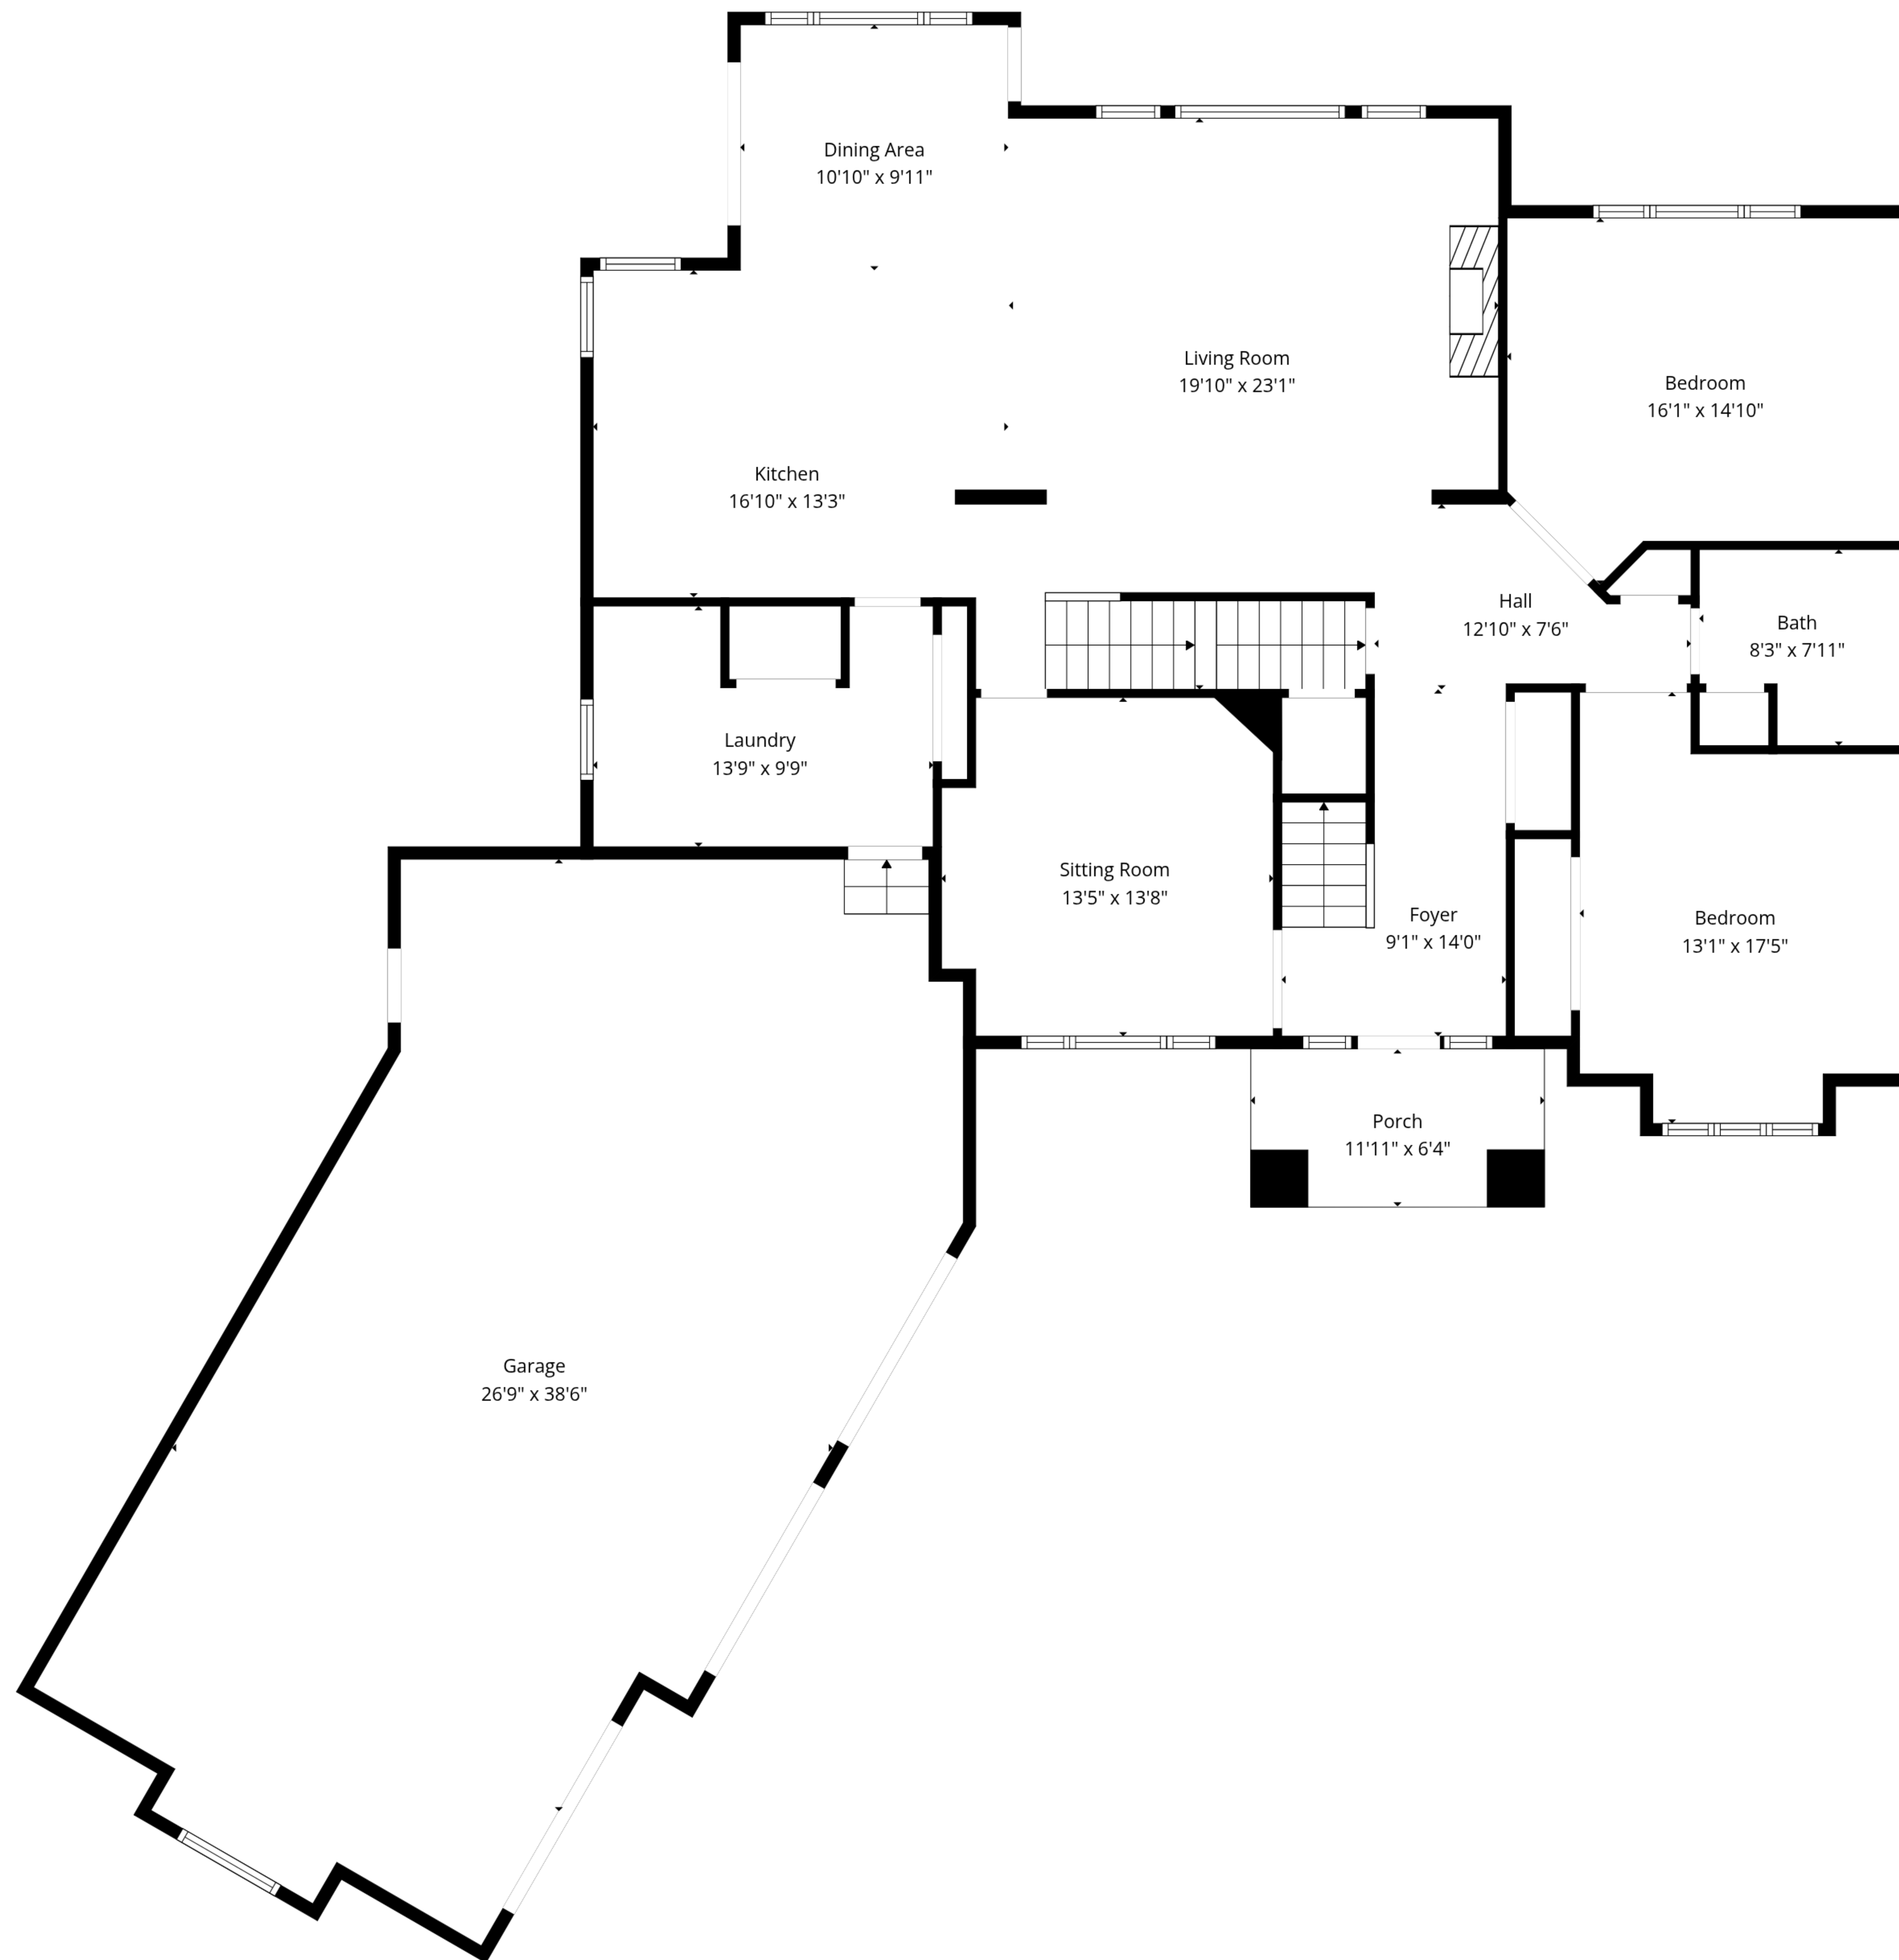 Dining Area
10'10" x 9'11"
Living Room
19'10" x 23'1"
Bedroom
16'1" x 14'10"
Kitchen
16'10" x 13'3"
Hall
12'10" x 7'6"
Bath
8'3" x 7'11"
Laundry
13'9" x 9'9"
Sitting Room
13'5" x 13'8"
Foyer
9'1" x 14'0"
Bedroom
13'1" x 17'5"
Porch
11'11" x 6'4"
Garage
26'9" x 38'6"